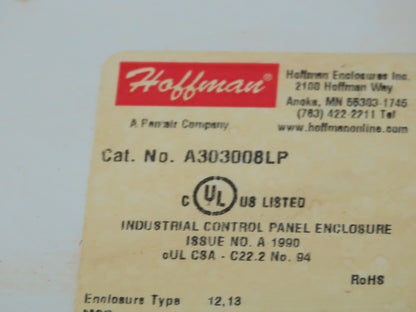 Hoffman®
Hoffman Enclosures Inc.
2100 Hoffman Way
Anoka, MN 55303-1745
(763) 422-2211 Tel
www.hoffmanonline.com
A Pentair Company
Cat. No. A303008LP
C UL US LISTED
INDUSTRIAL CONTROL PANEL ENCLOSURE
ISSUE NO. A-1990
cUL CSA - C22.2 No. 94
RoHS
Enclosure Type 12,13